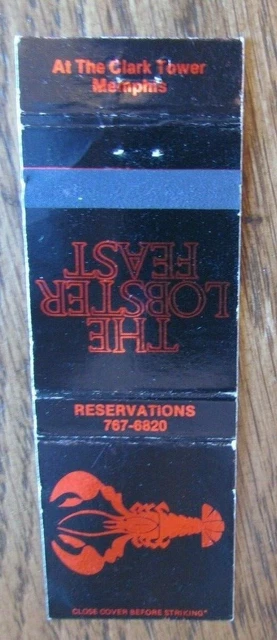 At The Clark Tower
Memphis
THE
LOBSTER
FEAST
RESERVATIONS
767-6820
CLOSE COVER BEFORE STRIKING*